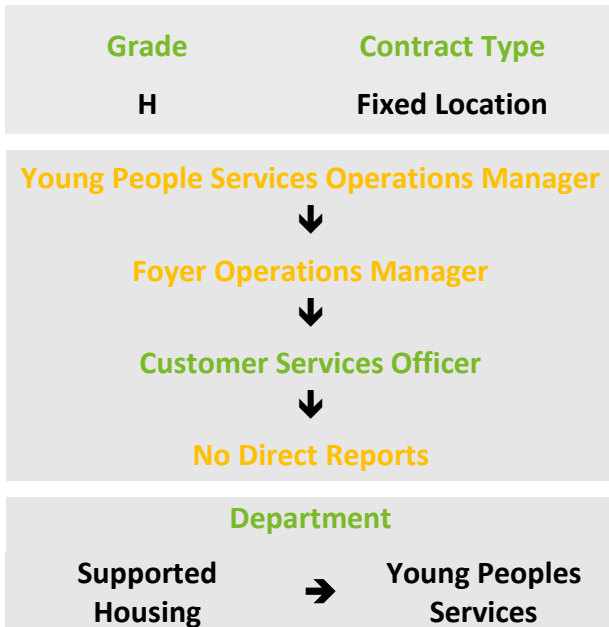 Grade Contract Type
H Fixed Location
Young People Services Operations Manager
Foyer Operations Manager
Customer Services Officer
No Direct Reports
Department
Supported Young Peoples
Housing Services